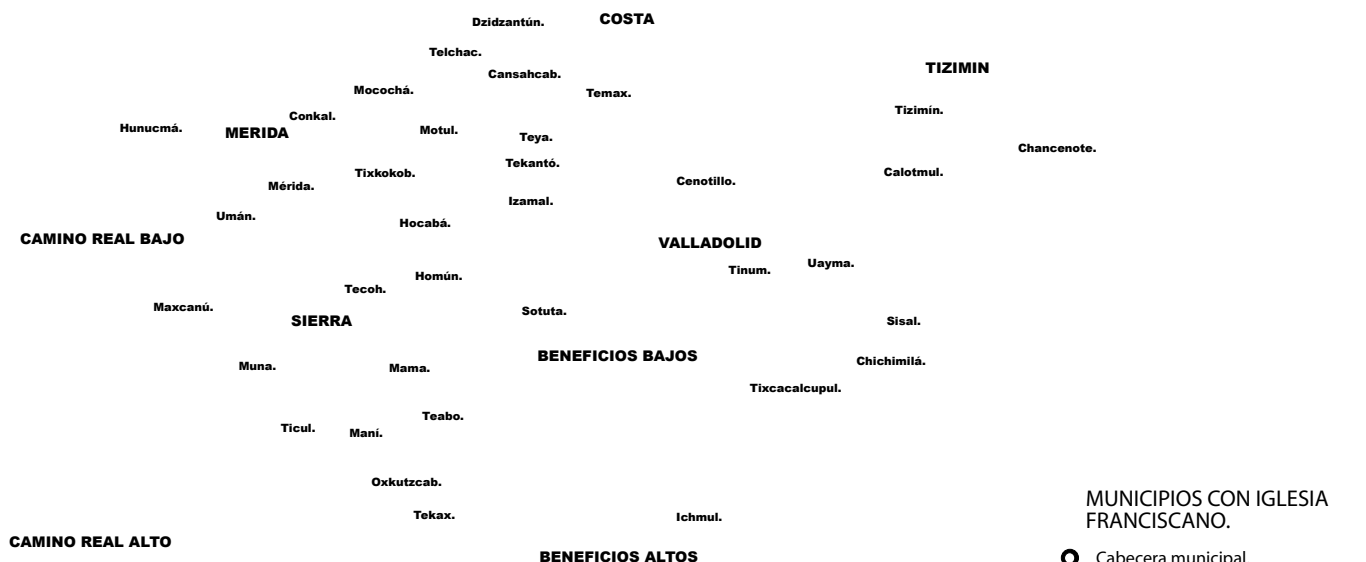 Dzidzantún.
COSTA
Telchac.
TIZIMIN
Cansahcab.
Mocochá.
Temax.
Tizimín.
Conkal.
Hunucmá.
MERIDA
Motul.
Teya.
Chancenote.
Tekantó.
Tixkokob.
Calotmul.
Cenotillo.
Mérida.
Izamal.
Umán.
Hocabá.
CAMINO REAL BAJO
VALLADOLID
Uayma.
Tinum.
Homún.
Tecoh.
Maxcanú.
Sotuta.
SIERRA
Sisal.
BENEFICIOS BAJOS
Chichimilá.
Muna.
Mama.
Tixcacalcupul.
Teabo.
Ticul.
Maní.
Oxkutzcab.
MUNICIPIOS CON IGLESIA
FRANCISCANO.
Tekax.
Ichmul.
CAMINO REAL ALTO
BENEFICIOS ALTOS
Cabecera municipal